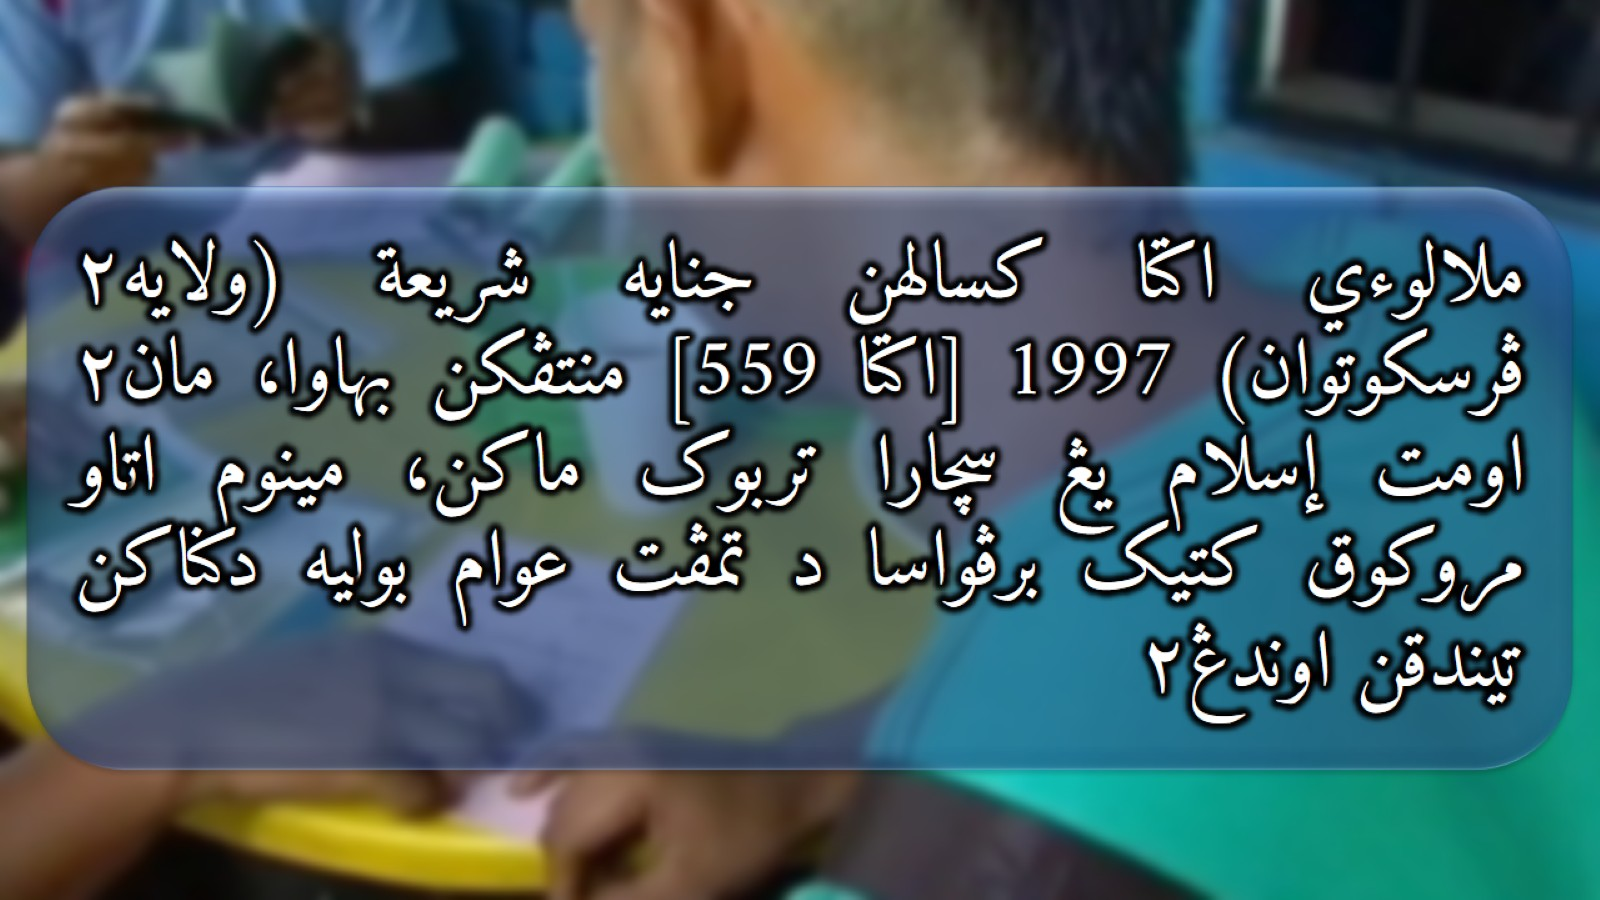 ملالوءي اکتا کسالهن جنايه شريعة (ولايه٢
ڤرسکوتوان) 1997 [اکتا 559] منتڤکن بهاوا، مان٢
اومت إسلام يڠ سچارا تربوک ماکن، مينوم اتاو
مروکوق کتيک برڤواسا د تمڤت عوام بوليه دکناکن
تيندقن اوندڠ٢